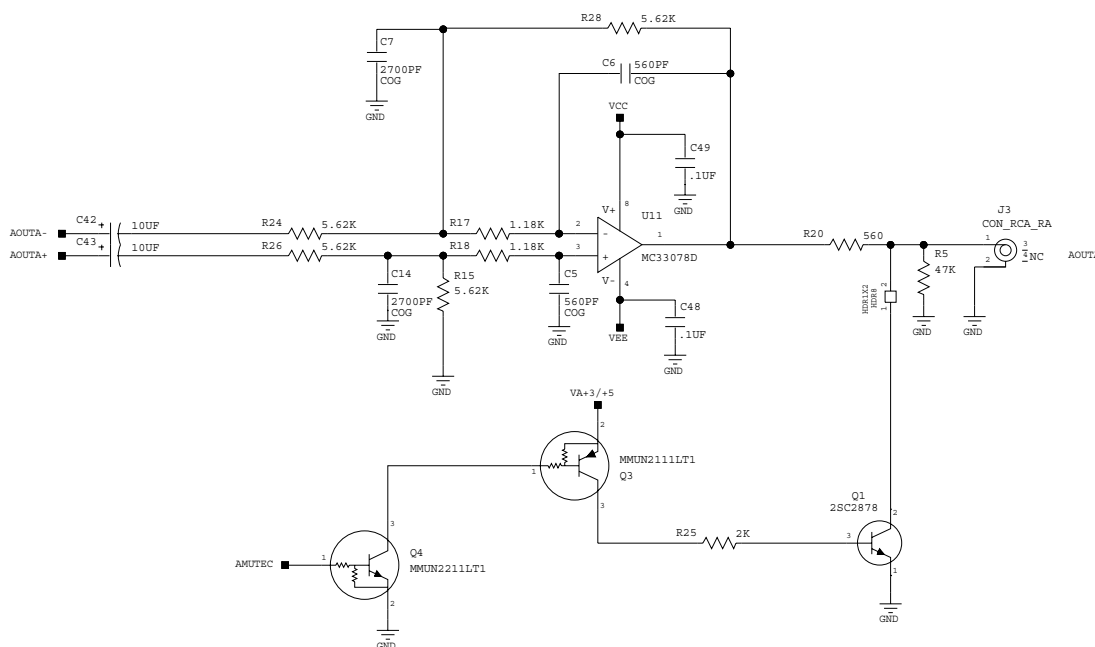 R28 5.62K
C7
2700PF
COG
GND
C6 560PF
COG
VCC
C49
.1UF
GND
C42 + 10UF
AOUTA-
C43 + 10UF
AOUTA+
R24 5.62K
R26 5.62K
R17 1.18K
R18 1.18K
2
3
V+ 8
U11
1
-
+
MC33078D
V- 4
C14
2700PF
COG
GND
R15
5.62K
GND
C5
560PF
COG
GND
VEE
C48
.1UF
GND
R20 560
J3
CON_RCA_RA
1
2
3
4
NC
AOUTA
R5
47K
GND
GND
HDR1X2
HDR8
2
1
VA+3/+5
2
1
MMUN2111LT1
Q3
3
R25 2K
Q1
2SC2878
2
3
1
GND
AMUTEC
1
3
Q4
MMUN2211LT1
2
GND